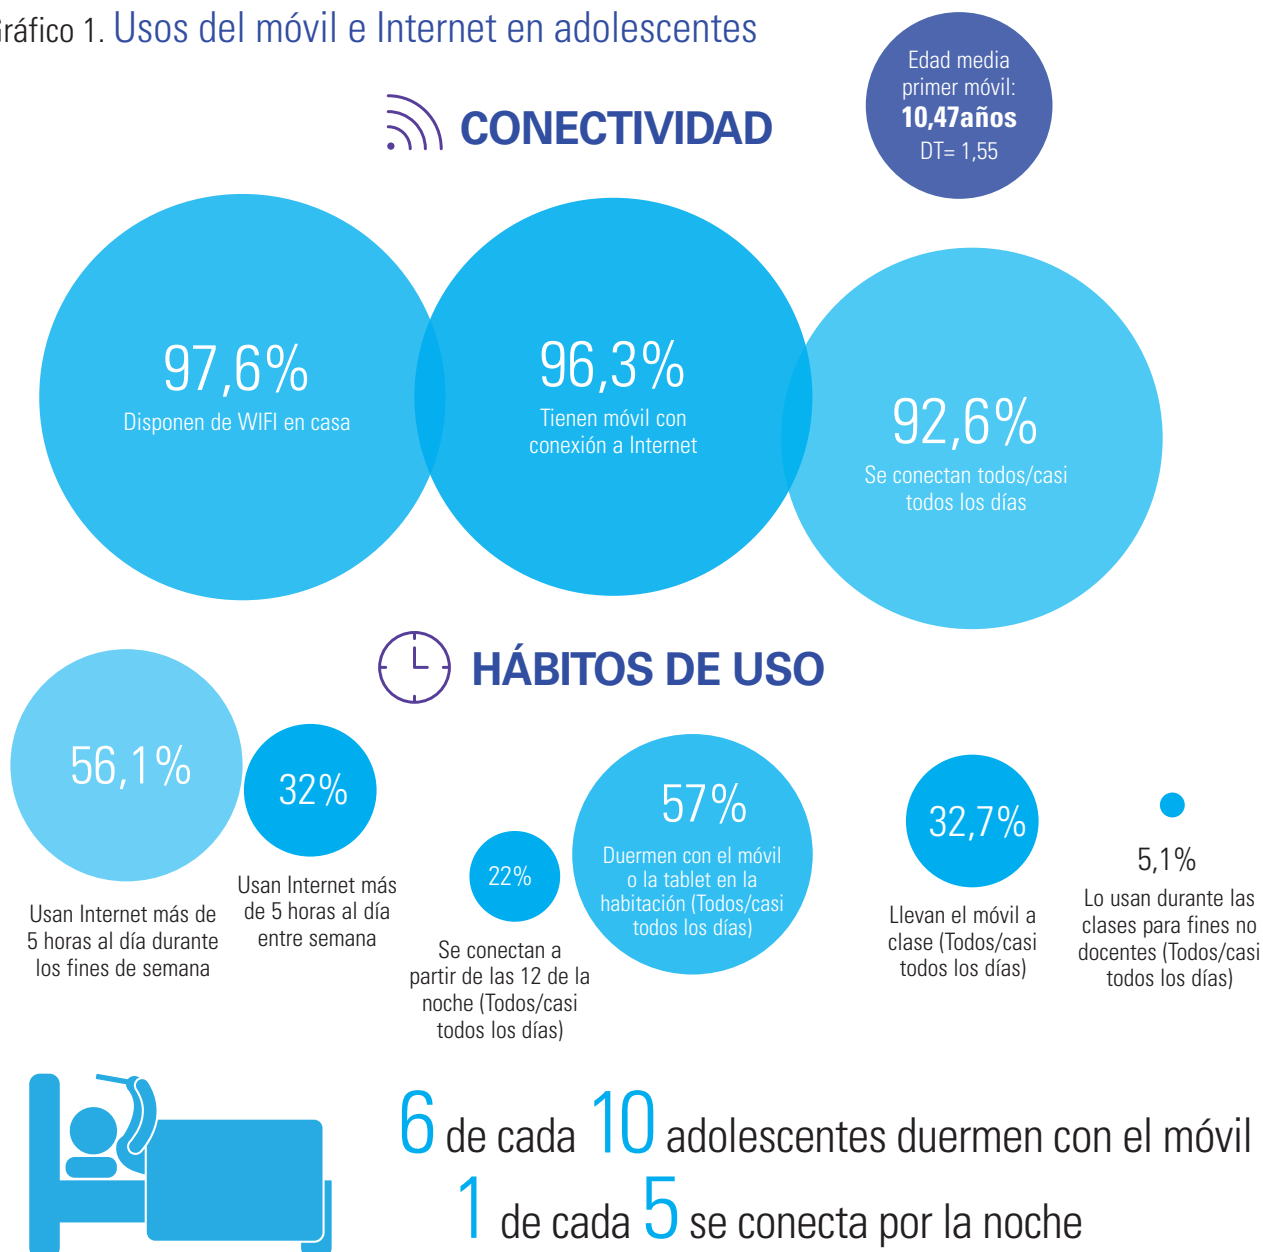 ráfico 1. Usos del móvil e Internet en adolescentes
Edad media
primer móvil:
10,47años
DT= 1,55
CONECTIVIDAD
97,6%
Disponen de WIFI en casa
96,3%
Tienen móvil con
conexión a Internet
92,6%
Se conectan todos/casi
todos los días
HÁBITOS DE USO
56,1%
Usan Internet más de
5 horas al día durante
los fines de semana
32%
Usan Internet más
de 5 horas al día
entre semana
22%
Se conectan a
partir de las 12 de la
noche (Todos/casi
todos los días)
57%
Duermen con el móvil
o la tablet en la
habitación (Todos/casi
todos los días)
32,7%
Llevan el móvil a
clase (Todos/casi
todos los días)
5,1%
Lo usan durante las
clases para fines no
docentes (Todos/casi
todos los días)
6 de cada 10 adolescentes duermen con el móvil
1 de cada 5 se conecta por la noche